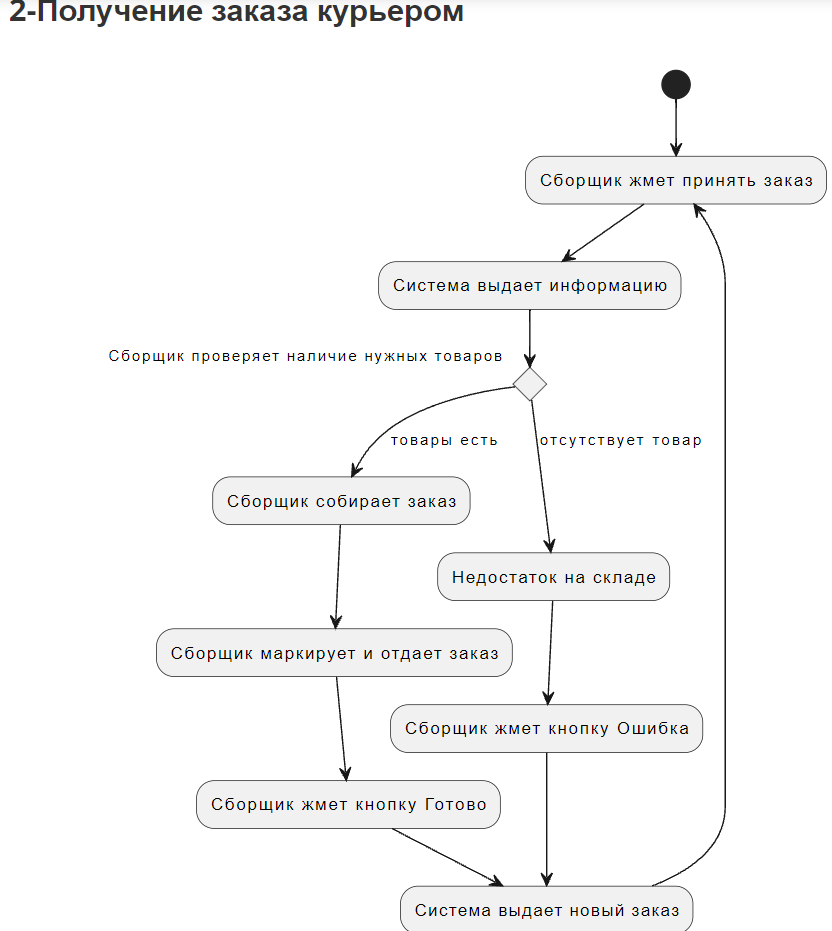 2-Получение заказа курьером
Сборщик жмет принять заказ
Система выдает информацию
Сборщик проверяет наличие нужных товаров
товары есть
отсутствует товар
Сборщик собирает заказ
Недостаток на складе
Сборщик маркирует и отдает заказ
Сборщик жмет кнопку Ошибка
Сборщик жмет кнопку Готово
Система выдает новый заказ